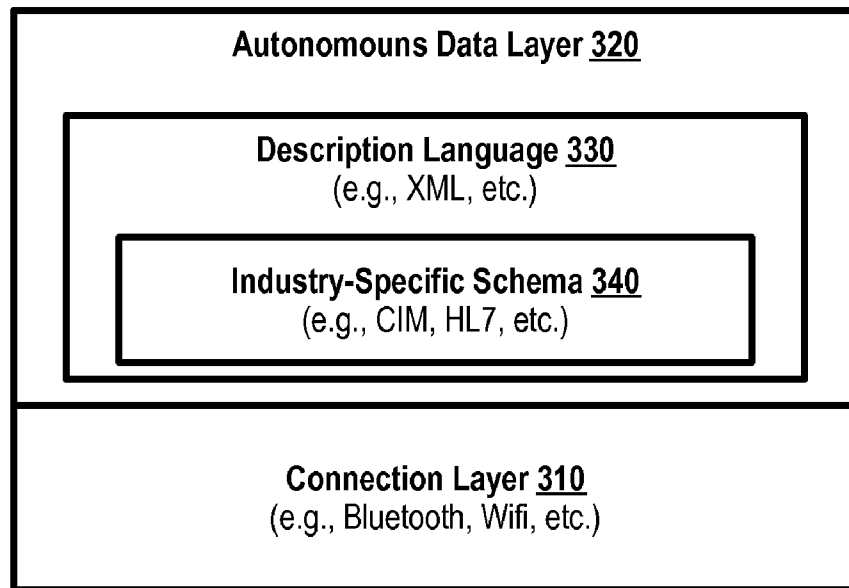 Autonomouns Data Layer 320
Description Language 330
(e.g., XML, etc.)
Industry-Specific Schema 340
(e.g., CIM, HL7, etc.)
Connection Layer 310
(e.g., Bluetooth, Wifi, etc.)